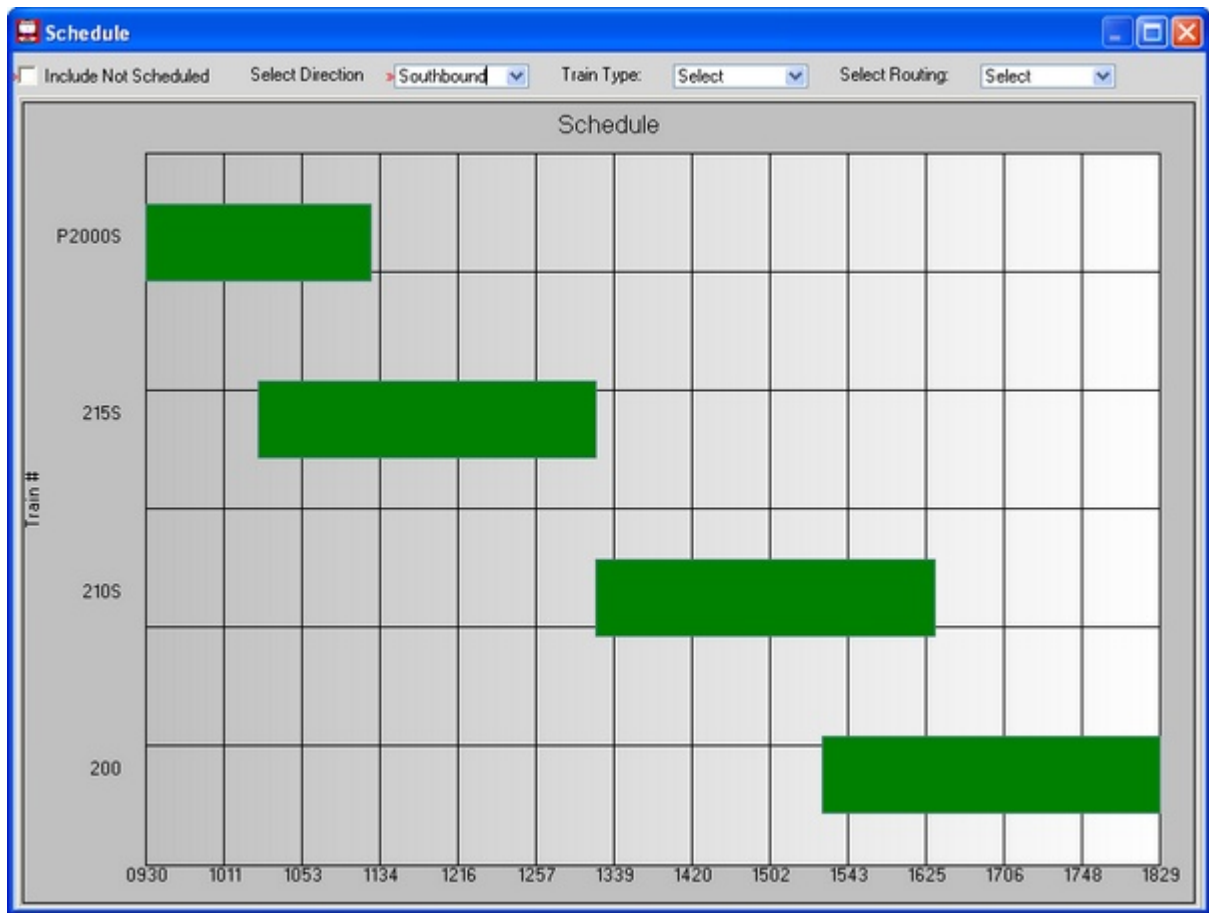 Schedule
Include Not Scheduled Select Direction Southbound Train Type: Select Select Routing: Select
Schedule
P2000S
215S
Train #
210S
200
0930 1011 1053 1134 1216 1257 1339 1420 1502 1543 1625 1706 1748 1829